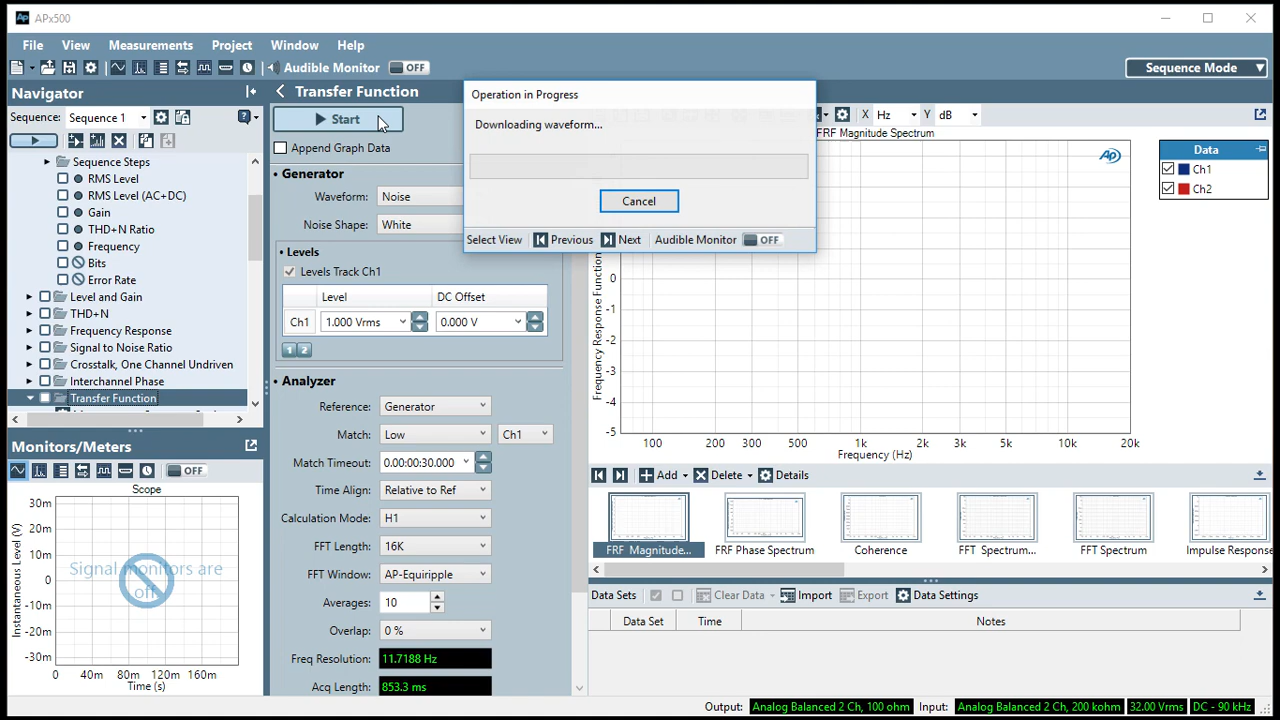 APx500
File View Measurements Project Window Help
Audible Monitor OFF
Sequence Mode
Navigator
Sequence: Sequence 1
Sequence Steps
RMS Level
RMS Level (AC+DC)
Gain
THD+N Ratio
Frequency
Bits
Error Rate
Level and Gain
THD+N
Frequency Response
Signal to Noise Ratio
Crosstalk, One Channel Undriven
Interchannel Phase
Transfer Function
Monitors/Meters
OFF
Scope
Instantaneous Level (V)
30m
20m
10m
0
-10m
-20m
-30m
Signal monitors are
off
0 40m 80m 120m 160m
Time (s)
Transfer Function
Start
Append Graph Data
Generator
Waveform: Noise
Noise Shape: White
Levels
Levels Track Ch1
Level DC Offset
Ch1 1.000 Vrms 0.000 V
1 2
Analyzer
Reference: Generator
Match: Low Ch1
Match Timeout: 0.00:00:30.000
Time Align: Relative to Ref
Calculation Mode: H1
FFT Length: 16K
FFT Window: AP-Equiripple
Averages: 10
Overlap: 0 %
Freq Resolution: 11.7188 Hz
Acq Length: 853.3 ms
Operation in Progress
Downloading waveform...
Cancel
Select View Previous Next Audible Monitor OFF
X Hz Y dB
FRF Magnitude Spectrum
AP
Data
Ch1
Ch2
Frequency Response Function
0
-1
-2
-3
-4
-5
100 200 300 500 1k 2k 3k 5k 10k 20k
Frequency (Hz)
Add Delete Details
FRF Magnitude... FRF Phase Spectrum Coherence FFT Spectrum... FFT Spectrum Impulse Response
Data Sets Clear Data Import Export Data Settings
Data Set Time Notes
Output: Analog Balanced 2 Ch, 100 ohm Input: Analog Balanced 2 Ch, 200 kohm 32.00 Vrms DC - 90 kHz